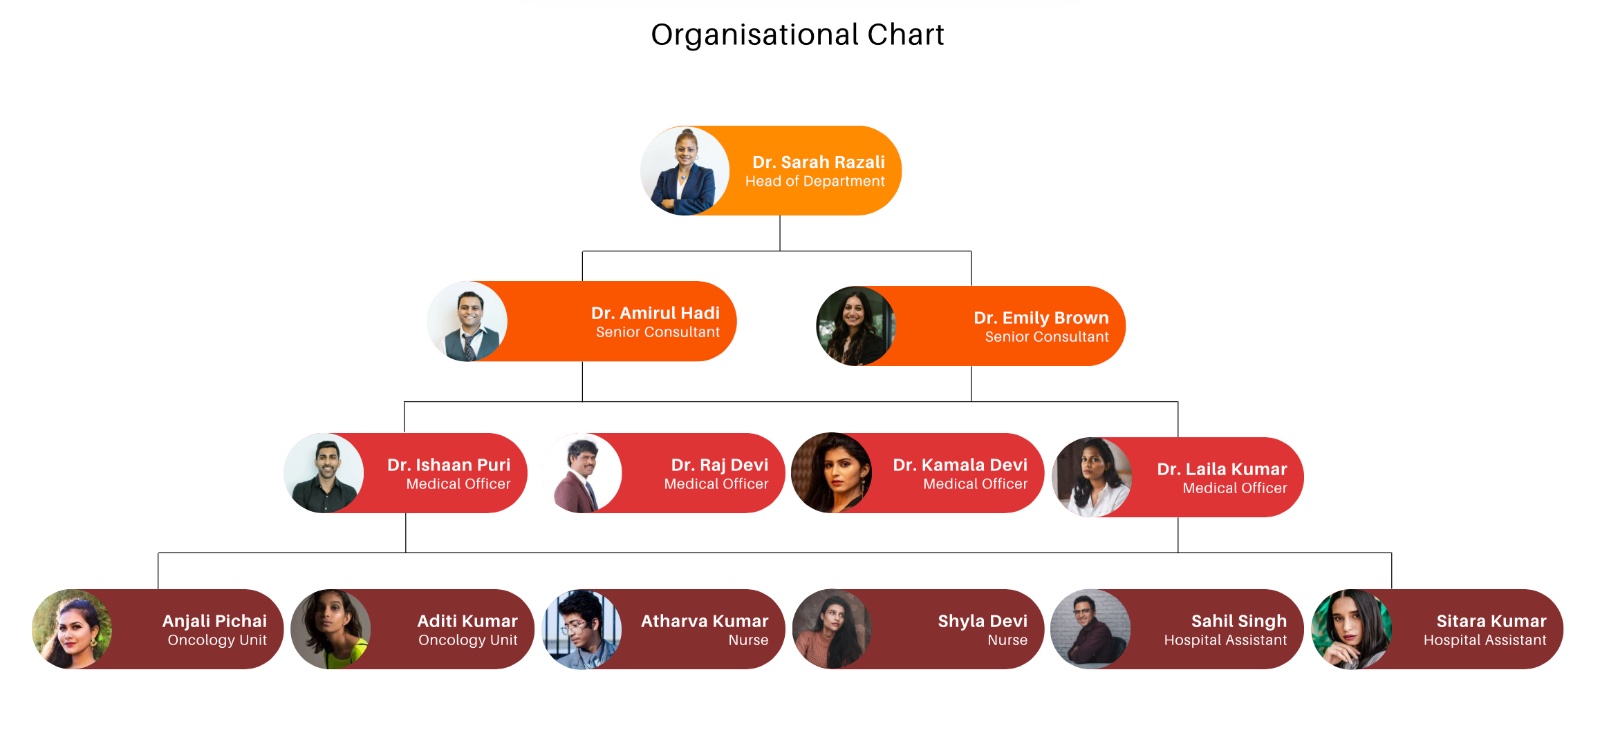 Organisational Chart
Dr. Sarah Razali
Head of Department
Dr. Amirul Hadi
Senior Consultant
Dr. Emily Brown
Senior Consultant
Dr. Ishaan Puri
Medical Officer
Dr. Raj Devi
Medical Officer
Dr. Kamala Devi
Medical Officer
Dr. Laila Kumar
Medical Officer
Anjali Pichai
Oncology Unit
Aditi Kumar
Oncology Unit
Atharva Kumar
Nurse
Shyla Devi
Nurse
Sahil Singh
Hospital Assistant
Sitara Kumar
Hospital Assistant